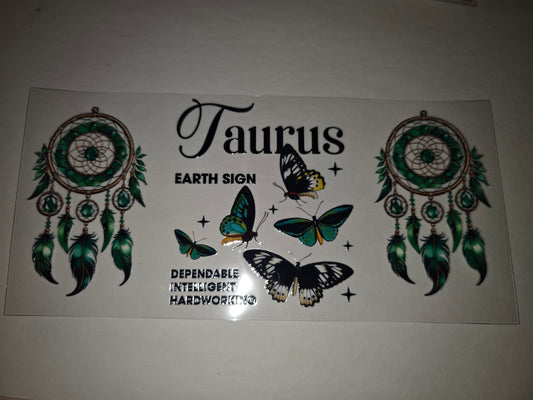 Taurus
EARTH SIGN
DEPENDABLE
INTELLIGENT
HARDWORKING